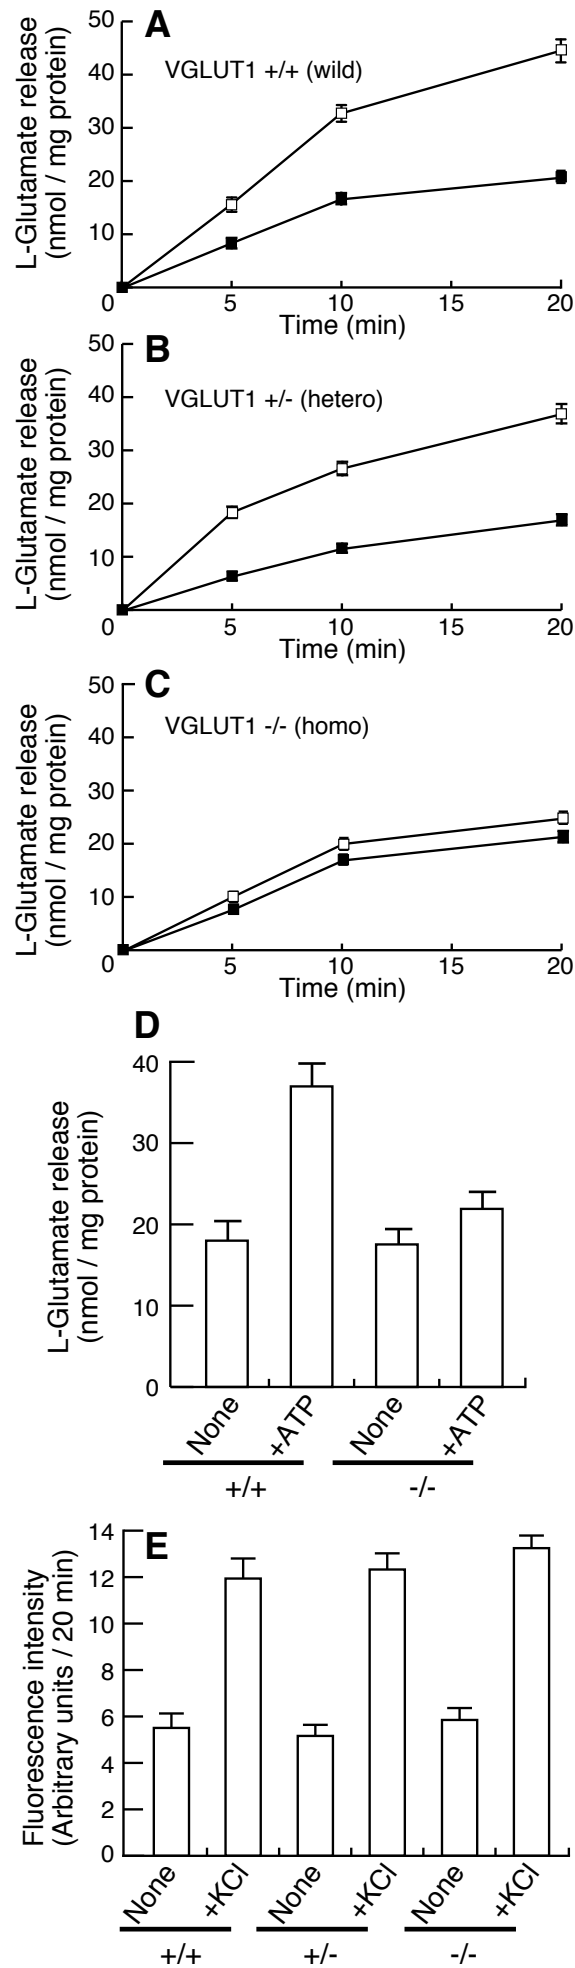 A
VGLUT1 +/+ (wild)
L-Glutamate release
(nmol / mg protein)
50
40
30
20
10
0
5
10
15
20
Time (min)
B
VGLUT1 +/- (hetero)
L-Glutamate release
(nmol / mg protein)
50
40
30
20
10
0
5
10
15
20
Time (min)
C
VGLUT1 -/- (homo)
L-Glutamate release
(nmol / mg protein)
50
40
30
20
10
0
5
10
15
20
Time (min)
D
L-Glutamate release
(nmol / mg protein)
40
30
20
10
0
None
+ATP
None
+ATP
+/+
-/-
E
Fluorescence intensity
(Arbitrary units / 20 min)
14
12
10
8
6
4
2
0
None
+KCl
None
+KCl
None
+KCl
+/+
+/-
-/-